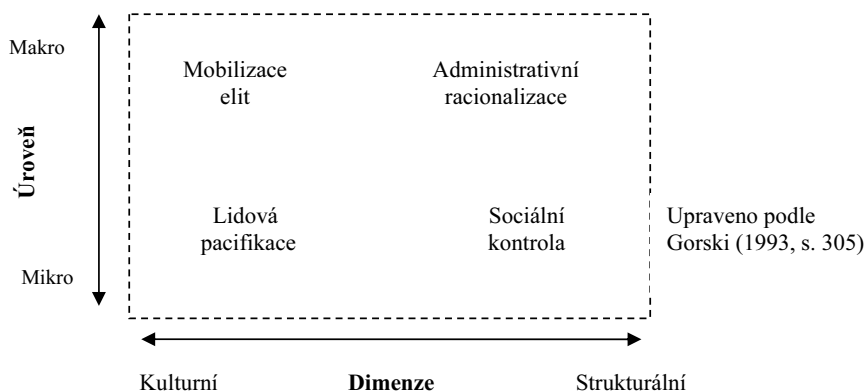 Makro
Mobilizace
elit
Administrativní
racionalizace
Úroveň
Lidová
pacifikace
Sociální
kontrola
Upraveno podle
Gorski (1993, s. 305)
Mikro
Kulturní
Dimenze
Strukturální